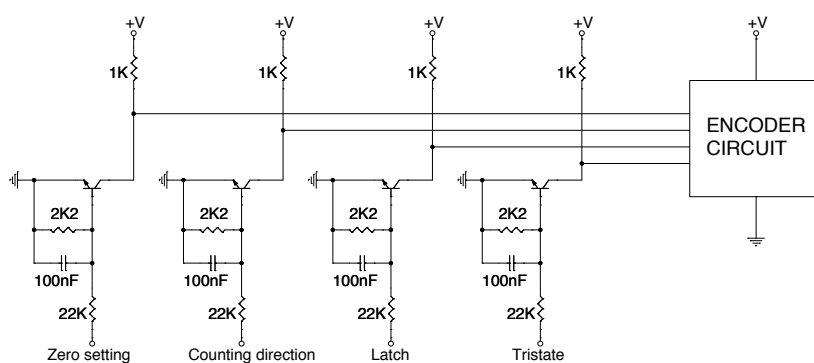 +V +V +V +V +V
1K 1K 1K 1K
ENCODER
CIRCUIT
2K2 2K2 2K2 2K2
100nF 100nF 100nF 100nF
22K 22K 22K 22K
Zero setting Counting direction Latch Tristate